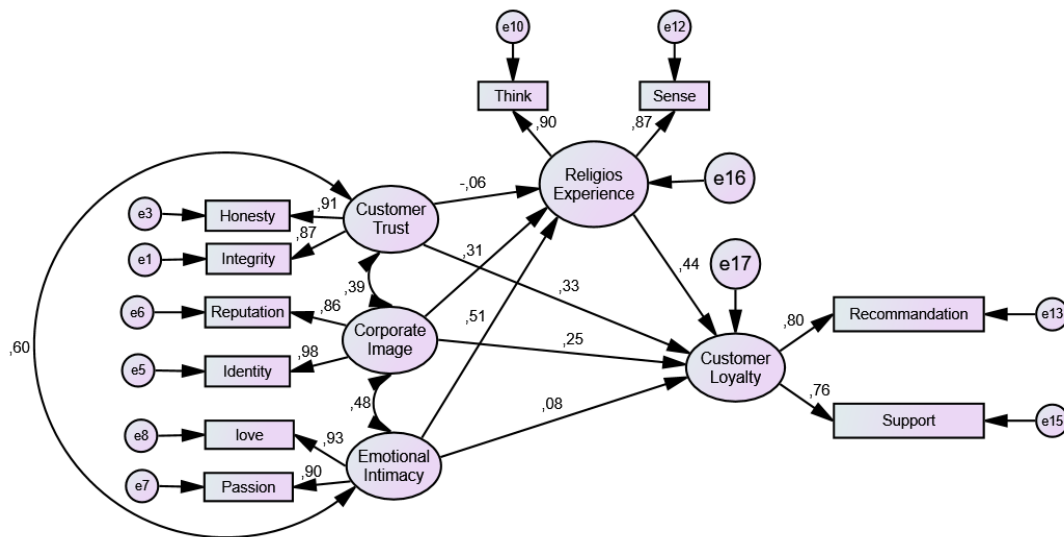 e10
e12
Think
Sense
,90
,87
Religios
Experience
e16
-,06
e3
Honesty
,91
Customer
Trust
e1
Integrity
,87
,31
,44
e17
,39
,33
e6
Reputation
,86
Corporate
Image
,51
,80
Recommandation
e13
,60
,25
e5
Identity
,98
Customer
Loyalty
,48
,08
,76
Support
e15
e8
love
,93
Emotional
Intimacy
e7
Passion
,90